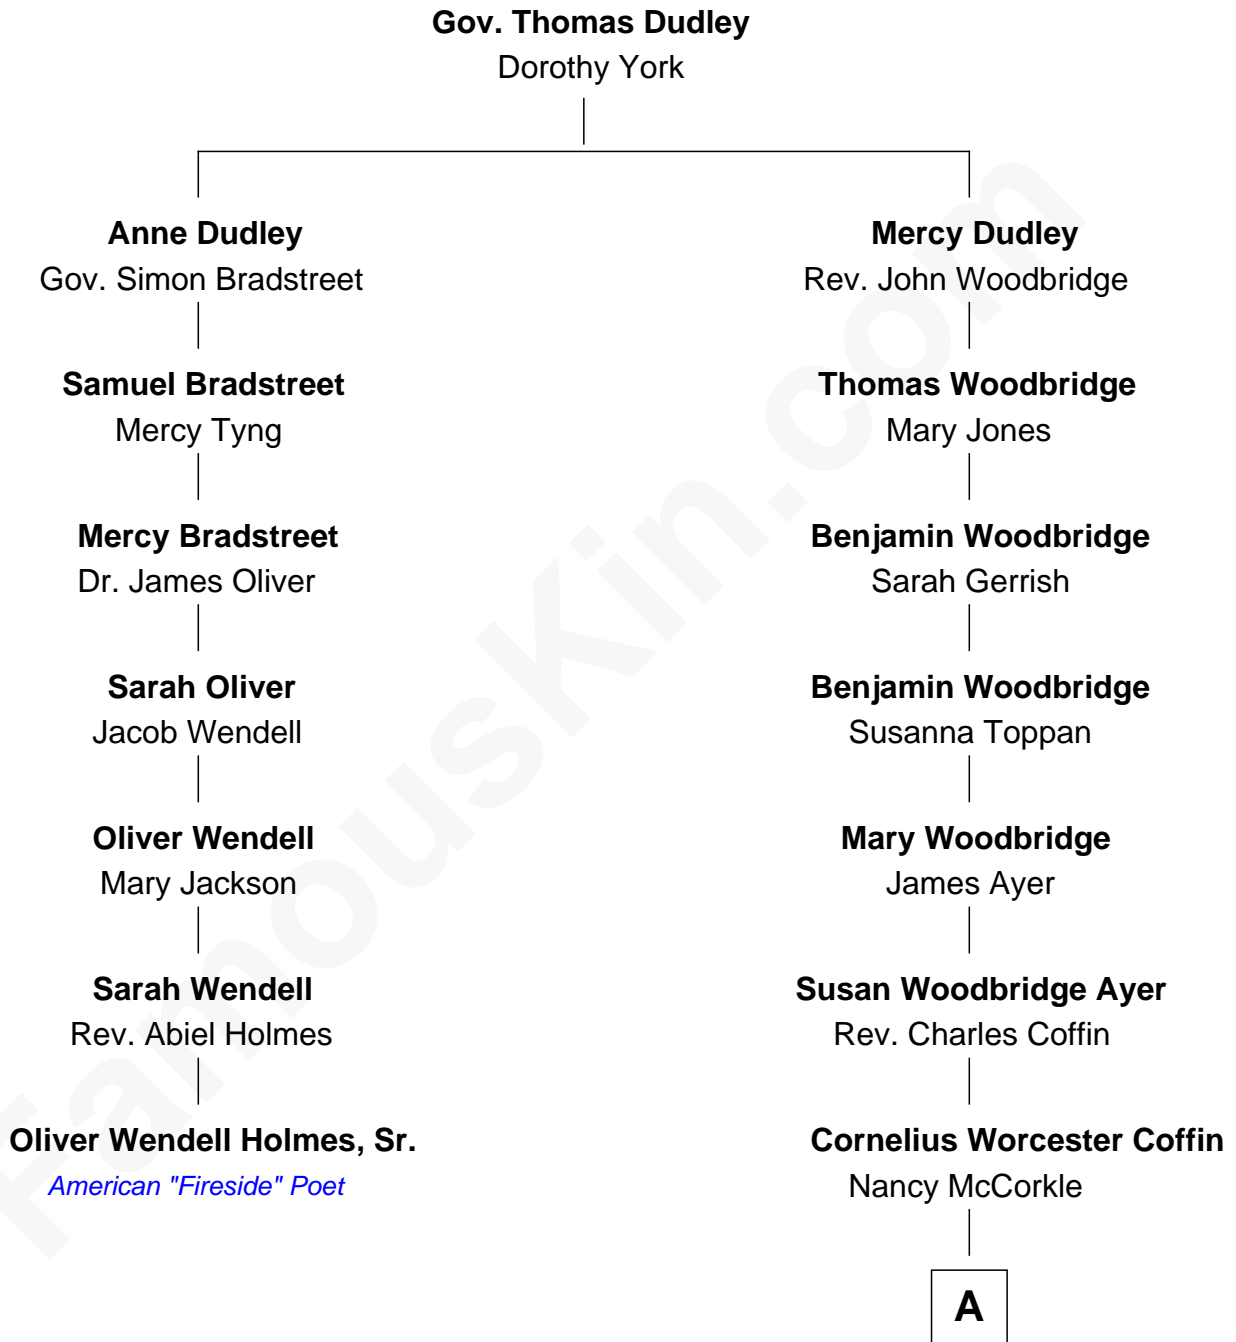 Gov. Thomas Dudley
Dorothy York
Anne Dudley
Gov. Simon Bradstreet
Mercy Dudley
Rev. John Woodbridge
Samuel Bradstreet
Mercy Tyng
Thomas Woodbridge
Mary Jones
Mercy Bradstreet
Dr. James Oliver
Benjamin Woodbridge
Sarah Gerrish
Sarah Oliver
Jacob Wendell
Benjamin Woodbridge
Susanna Toppan
Oliver Wendell
Mary Jackson
Mary Woodbridge
James Ayer
Sarah Wendell
Rev. Abiel Holmes
Susan Woodbridge Ayer
Rev. Charles Coffin
Oliver Wendell Holmes, Sr.
American "Fireside" Poet
Cornelius Worcester Coffin
Nancy McCorkle
A
FamousKin.com